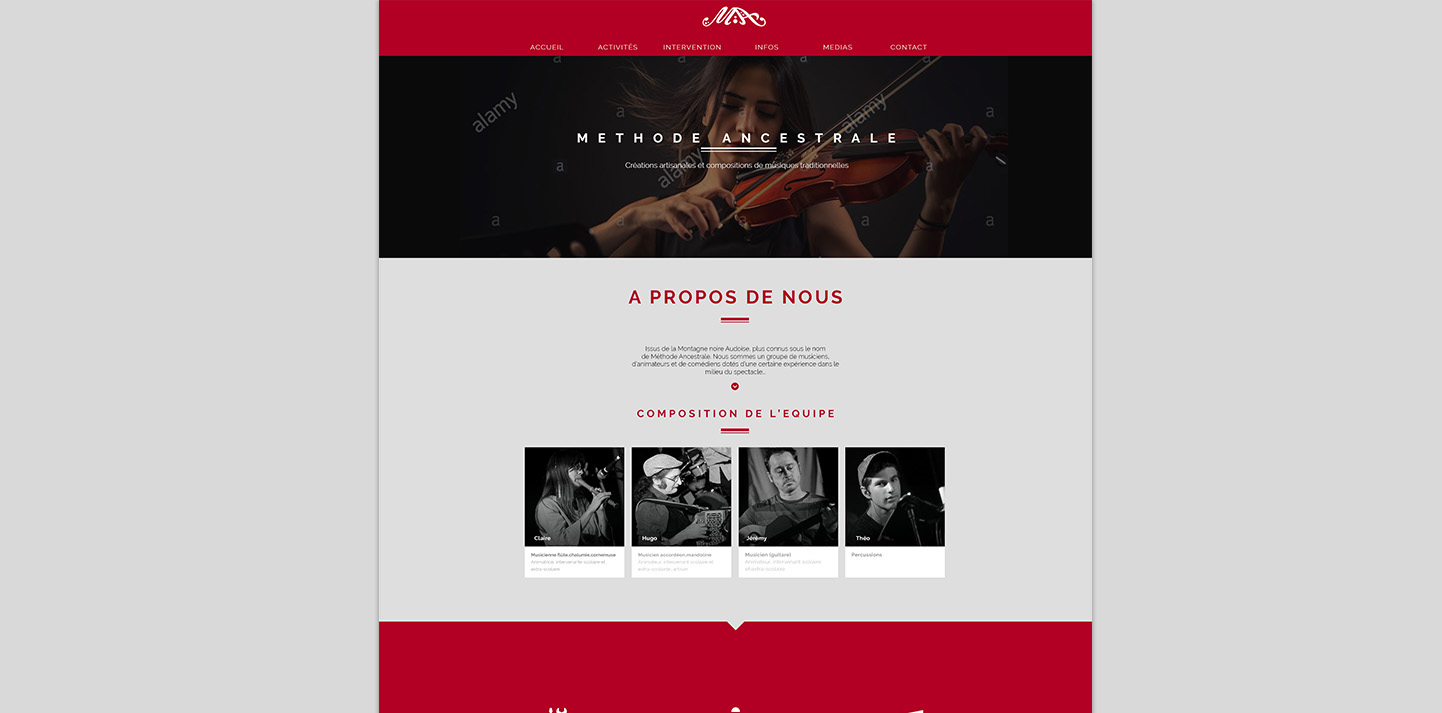 MA
ACCUEIL ACTIVITÉS INTERVENTION INFOS MEDIAS CONTACT
a a a a
alamy a alamy a
METHODE ANCESTRALE
Créations artisanales et compositions de musiques traditionnelles
a alamy a
a a a a
A PROPOS DE NOUS
Issus de la Montagne noire Audoise, plus connus sous le nom
de Méthode Ancestrale. Nous sommes un groupe de musiciens,
d'animateurs et de comédiens dotés d'une certaine expérience dans le
milieu du spectacle...
COMPOSITION DE L'EQUIPE
Claire
Musicienne flûte,chalumte,cornemuse
Animatrice, intervenante scolaire et
extra-scolaire
Hugo
Musicien accordéon,mandoline
Animateur, intervenant scolaire et
extra-scolaire, artisan
Jérémy
Musicien (guitare)
Animateur, intervenant scolaire
et extra-scolaire
Théo
Percussions